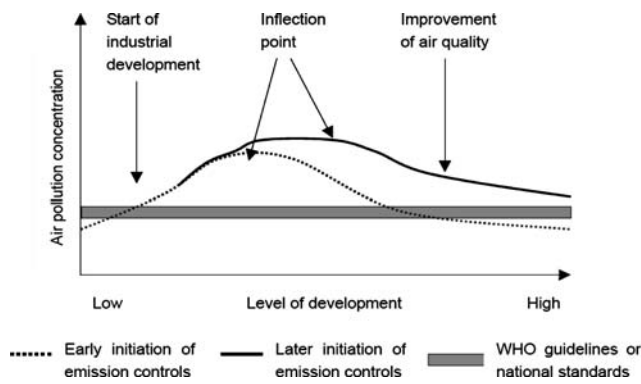 Start of
industrial
development
Inflection
point
Improvement
of air quality
Air pollution concentration
Low
Level of development
High
Early initiation of
emission controls
Later initiation of
emission controls
WHO guidelines or
national standards